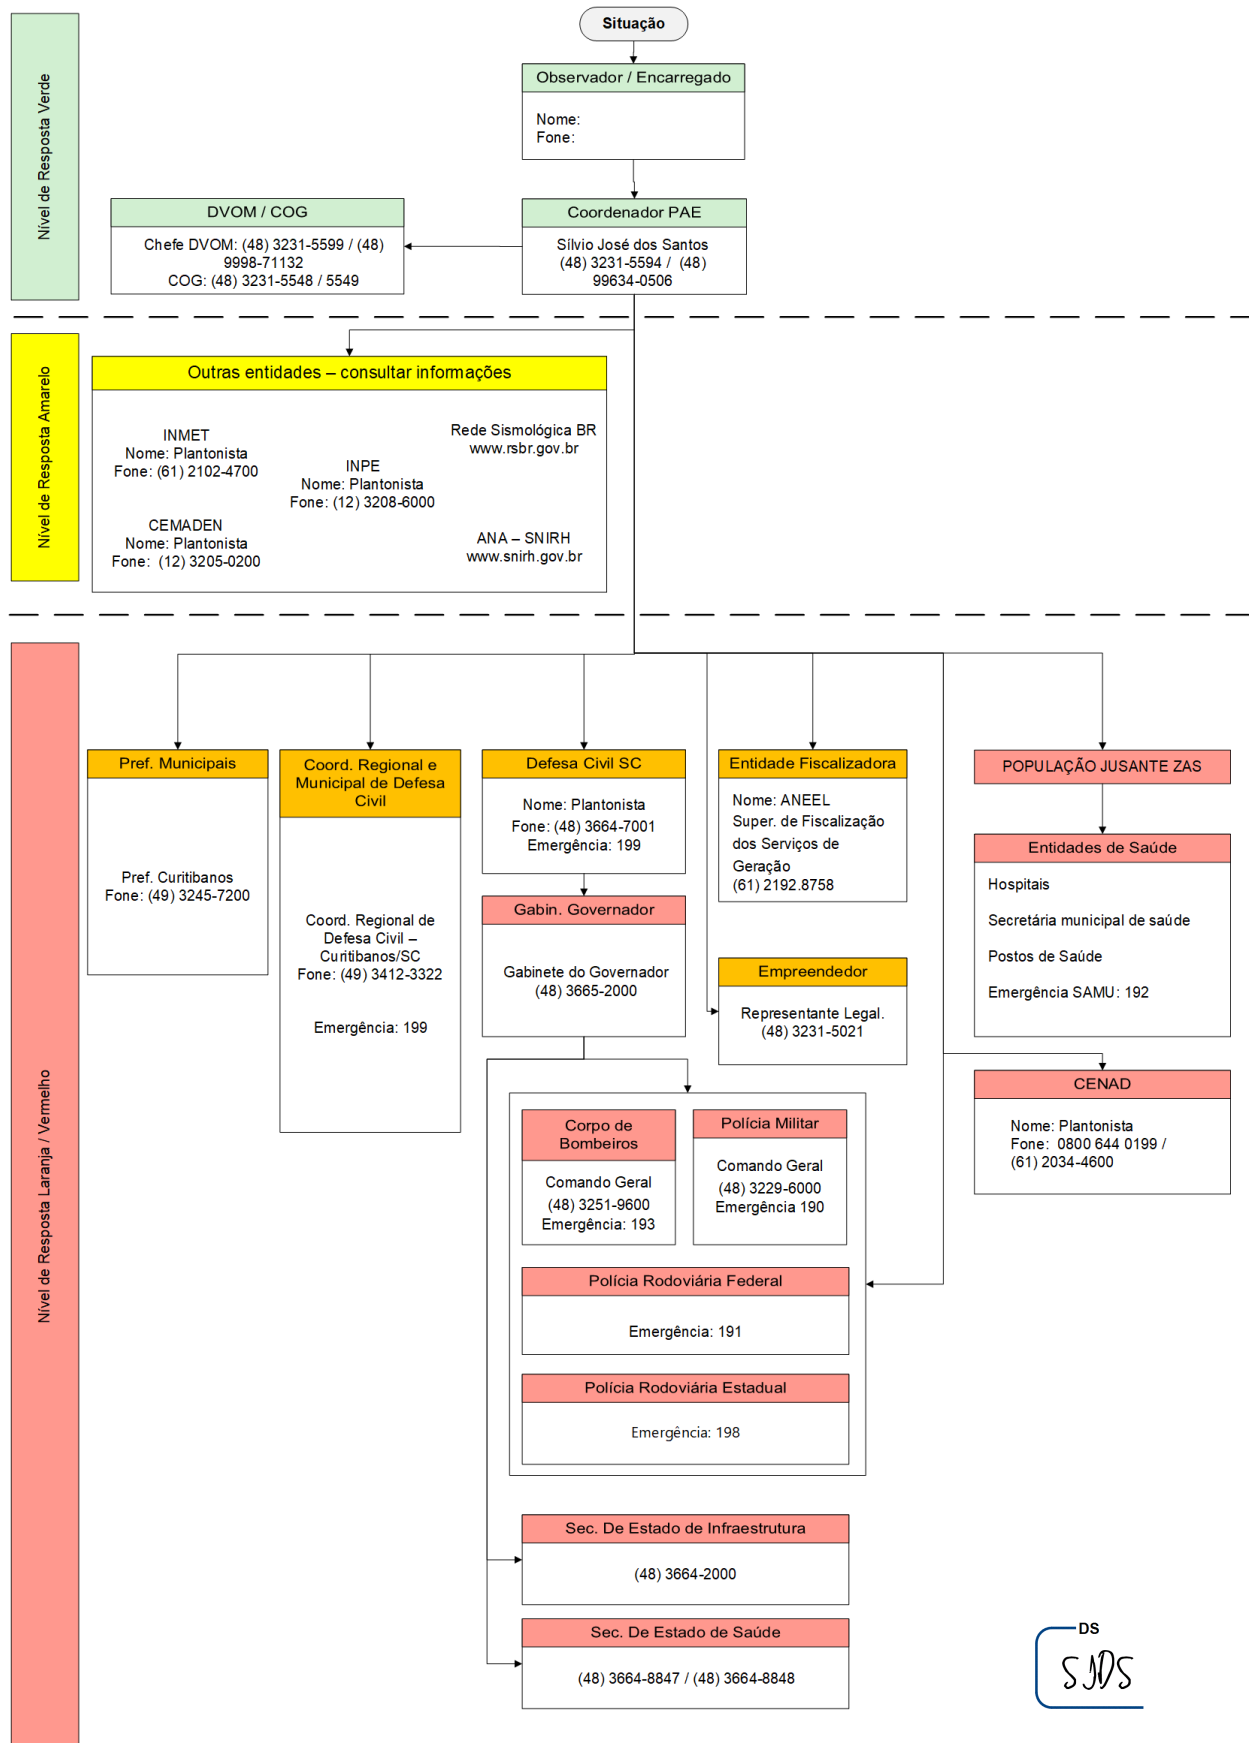 Situação
Nível de Resposta Verde
Observador / Encarregado
Nome:
Fone:
DVOM / COG
Chefe DVOM: (48) 3231-5599 / (48)
9998-71132
COG: (48) 3231-5548 / 5549
Coordenador PAE
Sílvio José dos Santos
(48) 3231-5594 / (48)
99634-0506
Nível de Resposta Amarelo
Outras entidades – consultar informações
INMET
Nome: Plantonista
Fone: (61) 2102-4700
CEMADEN
Nome: Plantonista
Fone: (12) 3205-0200
INPE
Nome: Plantonista
Fone: (12) 3208-6000
Rede Sismológica BR
www.rsbr.gov.br
ANA – SNIRH
www.snirh.gov.br
Nível de Resposta Laranja / Vermelho
Pref. Municipais
Pref. Curitibanos
Fone: (49) 3245-7200
Coord. Regional e
Municipal de Defesa
Civil
Coord. Regional de
Defesa Civil –
Curitibanos/SC
Fone: (49) 3412-3322
Emergência: 199
Defesa Civil SC
Nome: Plantonista
Fone: (48) 3664-7001
Emergência: 199
Gabin. Governador
Gabinete do Governador
(48) 3665-2000
Entidade Fiscalizadora
Nome: ANEEL
Super. de Fiscalização
dos Serviços de
Geração
(61) 2192.8758
Empreendedor
Representante Legal.
(48) 3231-5021
POPULAÇÃO JUSANTE ZAS
Entidades de Saúde
Hospitais
Secretária municipal de saúde
Postos de Saúde
Emergência SAMU: 192
CENAD
Nome: Plantonista
Fone: 0800 644 0199 /
(61) 2034-4600
Corpo de
Bombeiros
Comando Geral
(48) 3251-9600
Emergência: 193
Polícia Militar
Comando Geral
(48) 3229-6000
Emergência 190
Polícia Rodoviária Federal
Emergência: 191
Polícia Rodoviária Estadual
Emergência: 198
Sec. De Estado de Infraestrutura
(48) 3664-2000
Sec. De Estado de Saúde
(48) 3664-8847 / (48) 3664-8848
DS
SJDS